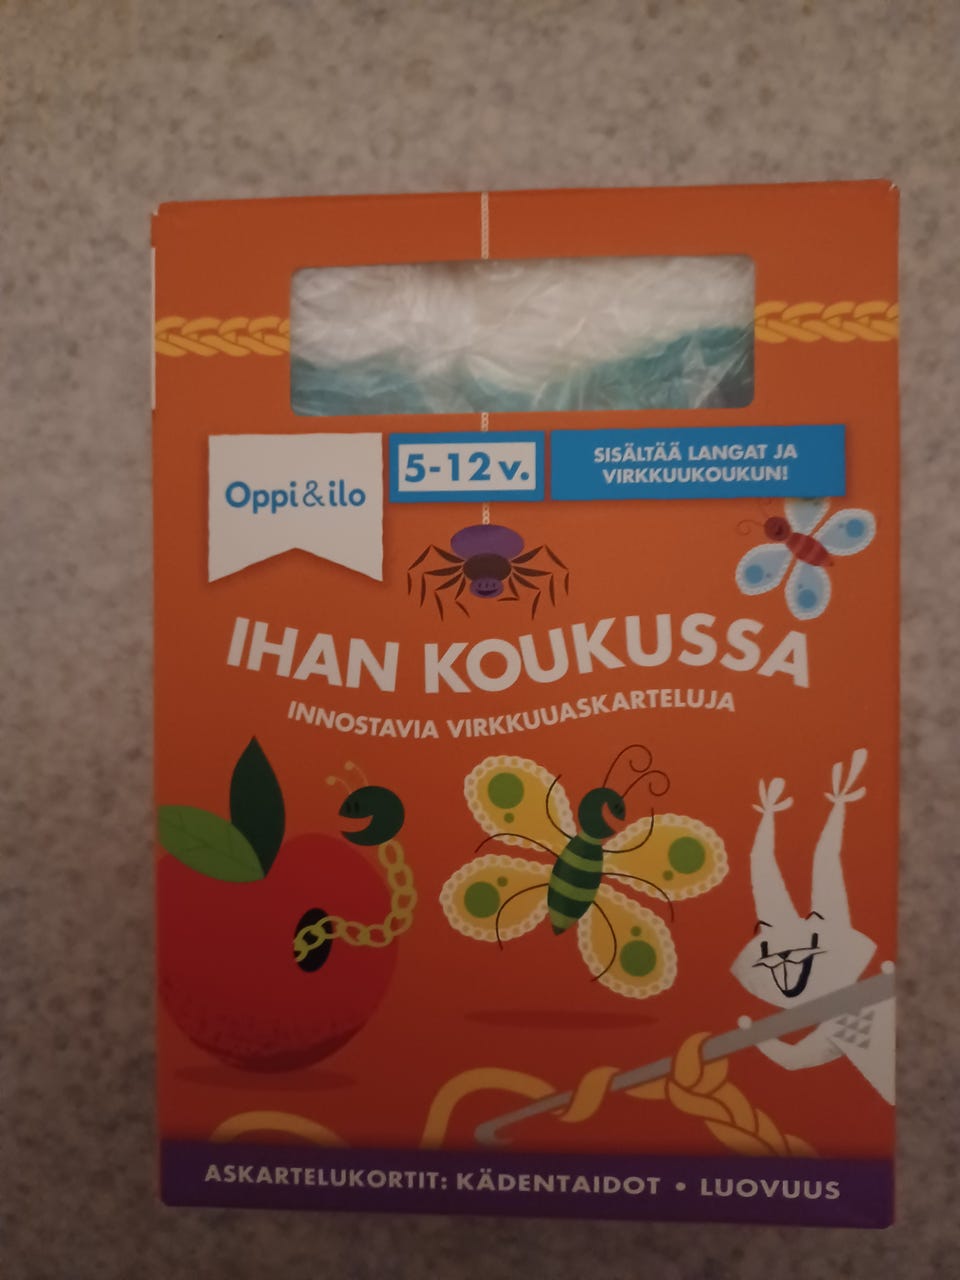 Oppi&ilo
5-12 v.
SISÄLTÄÄ LANGAT JA
VIRKKUUKOUKUN!
IHAN KOUKUSSA
INNOSTAVIA VIRKKUUASKARTELUJA
ASKARTELUKORTIT: KÄDENTAIDOT • LUOVUUS